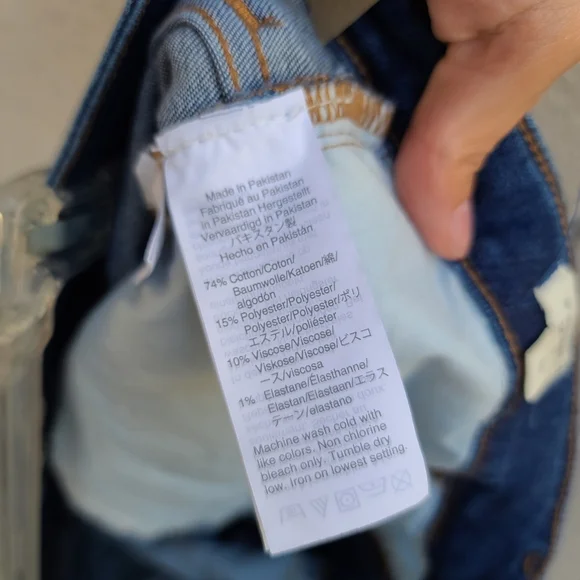 Made in Pakistan
Fabriqué au Pakistan
in Pakistan Hergestellt
Vervaardigd in Pakistan
パキスタン製
Hecho en Pakistán
74% Cotton/Coton/
Baumwolle/Katoen/綿/
algodón
15% Polyester/Polyester/
Polyester/Polyester/ポリ
エステル/poliéster
10% Viscose/Viscose/
Viskose/Viscose/ビスコ
ース/viscosa
1% Elastane/Élasthanne/
Elastan/Elastaan/エラス
テーン/elastano
Machine wash cold with
like colors. Non chlorine
bleach only. Tumble dry
low. Iron on lowest setting.